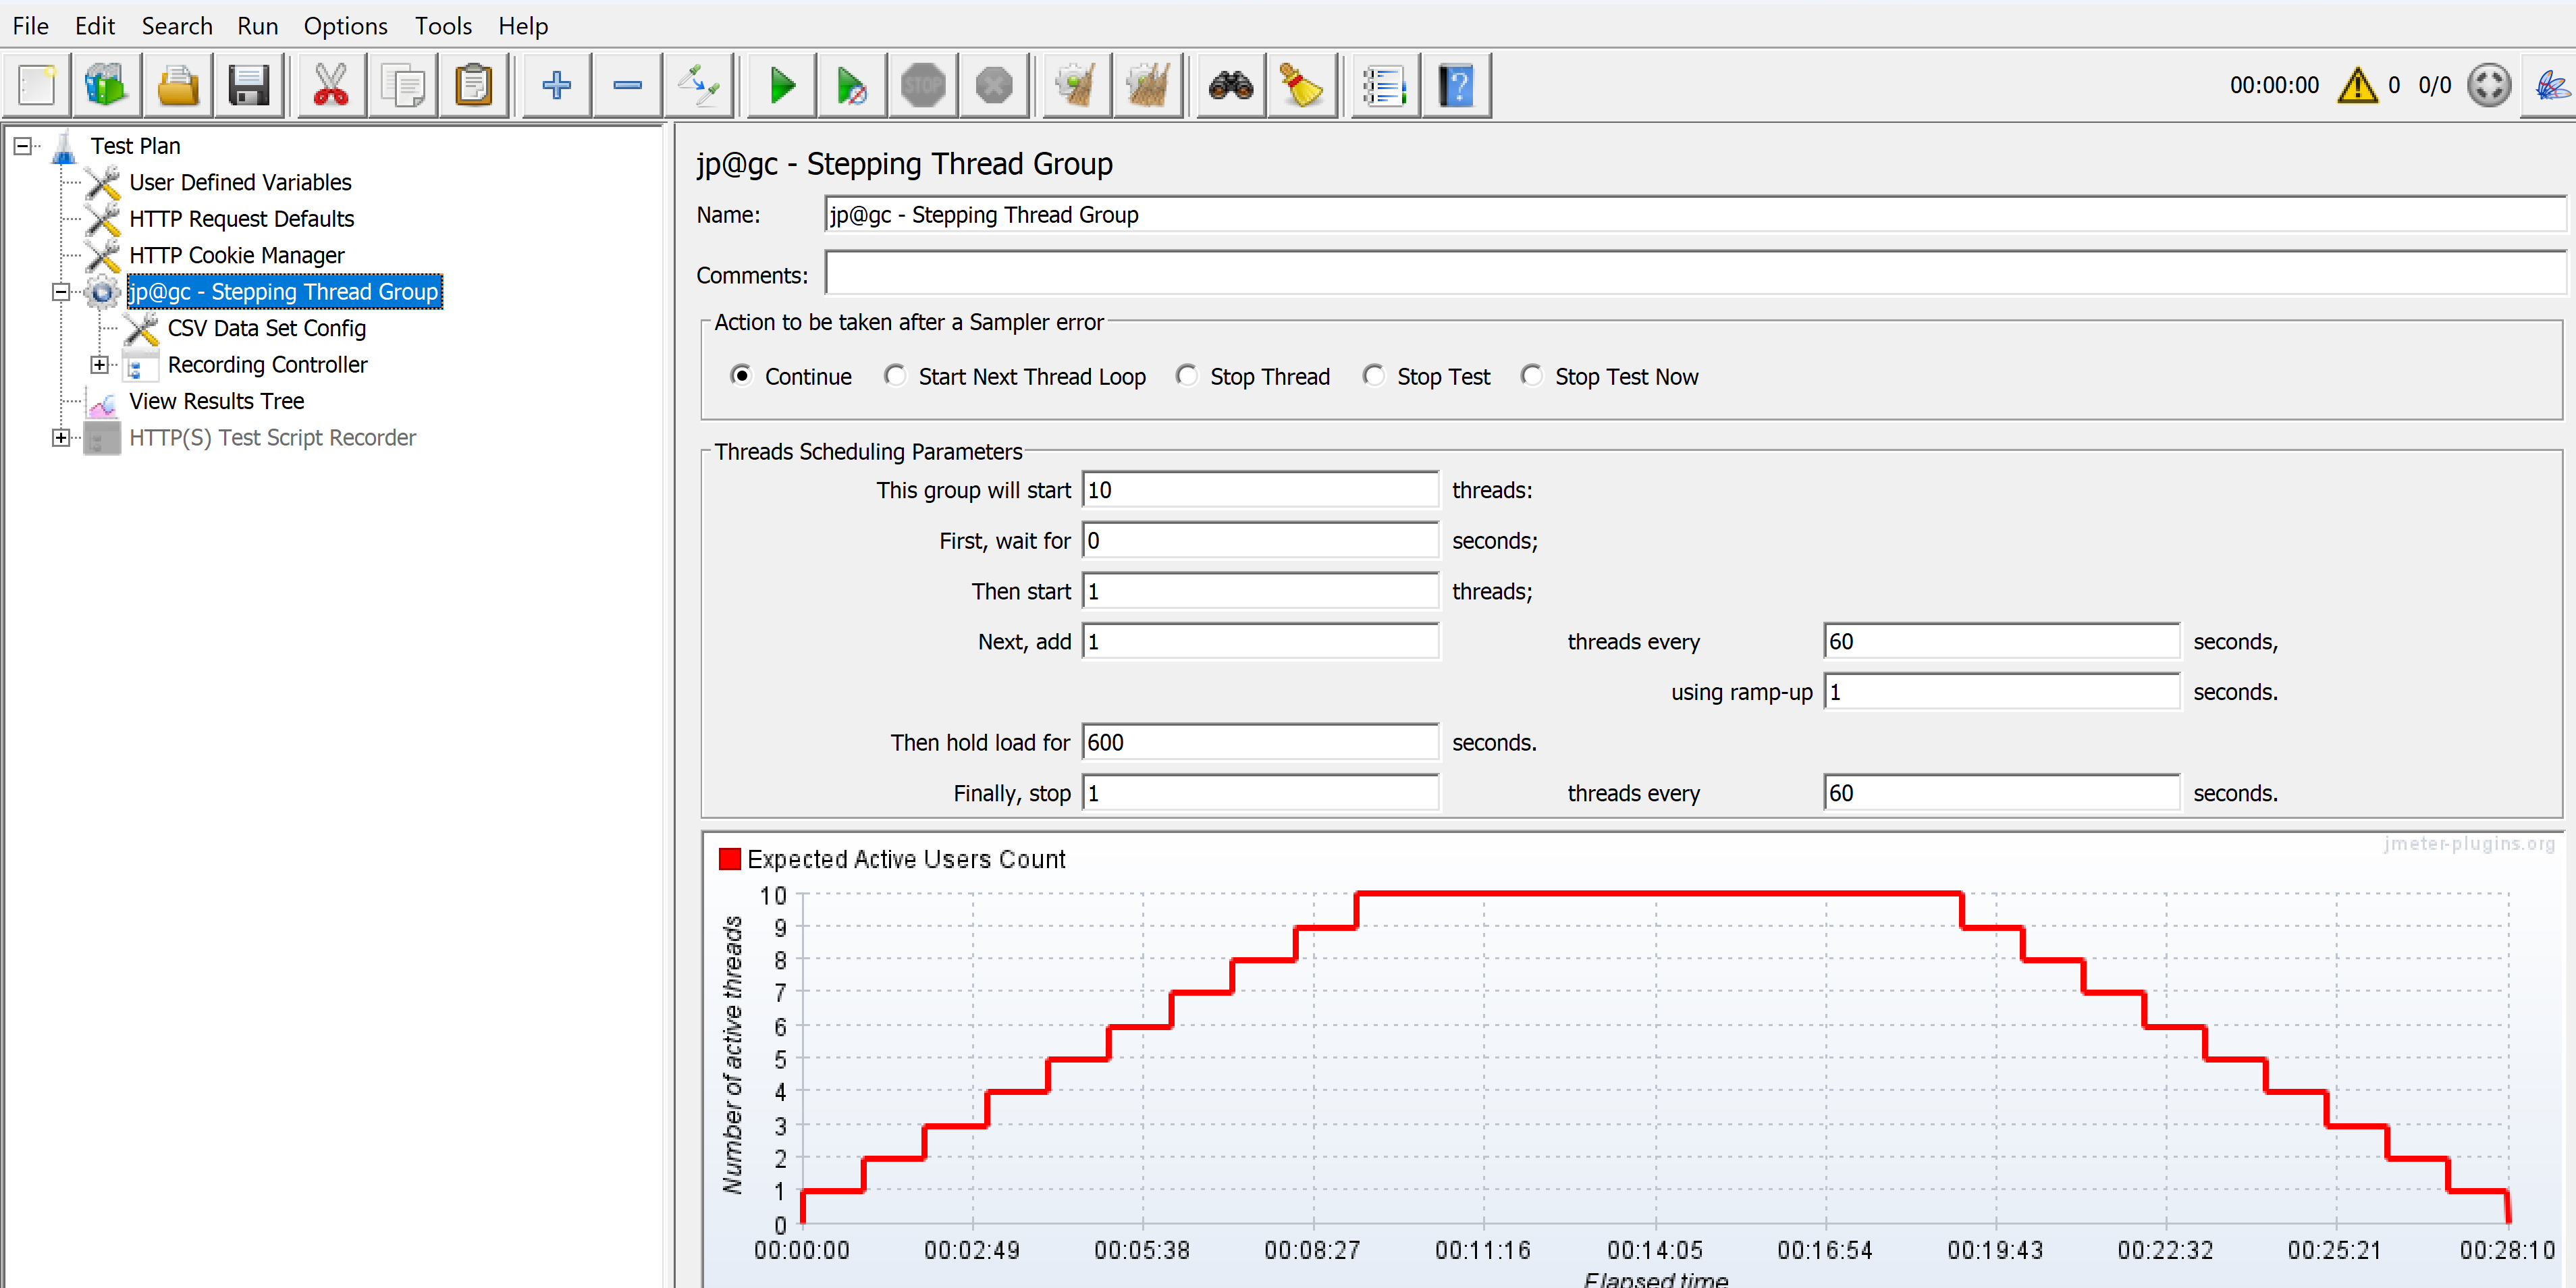 File Edit Search Run Options Tools Help
STOP
?
00:00:00 0 0/0
Test Plan
User Defined Variables
HTTP Request Defaults
HTTP Cookie Manager
jp@gc - Stepping Thread Group
CSV Data Set Config
Recording Controller
View Results Tree
HTTP(S) Test Script Recorder
jp@gc - Stepping Thread Group
Name: jp@gc - Stepping Thread Group
Comments:
Action to be taken after a Sampler error
Continue Start Next Thread Loop Stop Thread Stop Test Stop Test Now
Threads Scheduling Parameters
This group will start 10 threads:
First, wait for 0 seconds;
Then start 1 threads;
Next, add 1 threads every 60 seconds,
using ramp-up 1 seconds.
Then hold load for 600 seconds.
Finally, stop 1 threads every 60 seconds.
jmeter-plugins.org
Expected Active Users Count
Number of active threads
10
9
8
7
6
5
4
3
2
1
0
00:00:00 00:02:49 00:05:38 00:08:27 00:11:16 00:14:05 00:16:54 00:19:43 00:22:32 00:25:21 00:28:10
Elapsed time